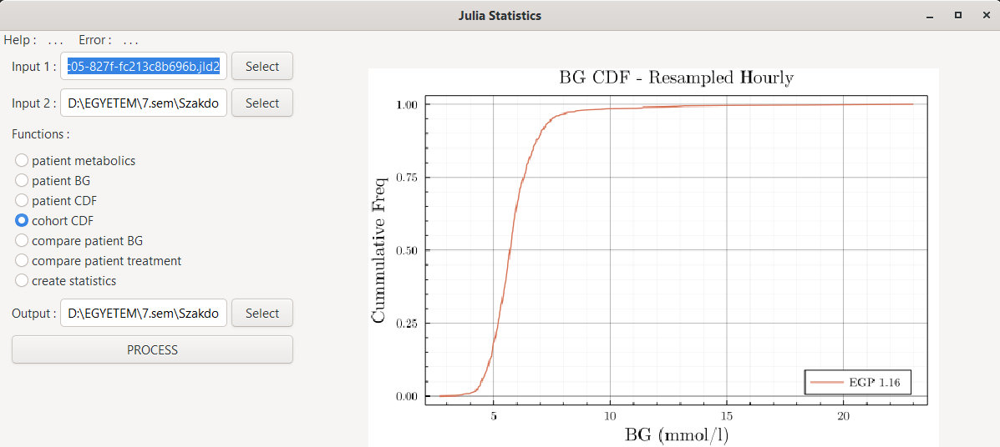 Julia Statistics
Help : ... Error : ...
Input 1 : :05-827f-fc213c8b696b.jld2 Select
Input 2 : D:\EGYETEM\7.sem\Szakdo Select
Functions :
patient metabolics
patient BG
patient CDF
cohort CDF
compare patient BG
compare patient treatment
create statistics
Output : D:\EGYETEM\7.sem\Szakdo Select
PROCESS
BG CDF - Resampled Hourly
Cummulative Freq
1.00
0.75
0.50
0.25
0.00
EGP 1.16
5 10 15 20
BG (mmol/l)